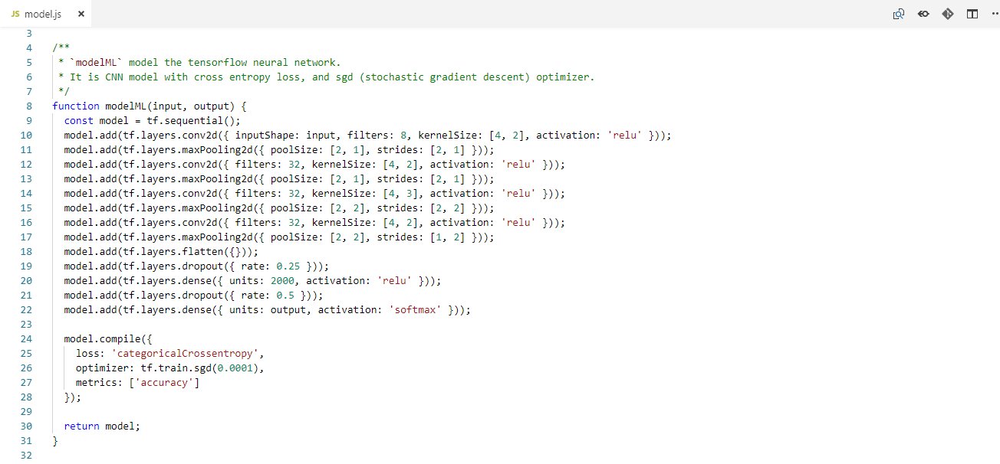 JS model.js ×
3
4 /**
5  * `modelML` model the tensorflow neural network.
6  * It is CNN model with cross entropy loss, and sgd (stochastic gradient descent) optimizer.
7  */
8 function modelML(input, output) {
9   const model = tf.sequential();
10   model.add(tf.layers.conv2d({ inputShape: input, filters: 8, kernelSize: [4, 2], activation: 'relu' }));
11   model.add(tf.layers.maxPooling2d({ poolSize: [2, 1], strides: [2, 1] }));
12   model.add(tf.layers.conv2d({ filters: 32, kernelSize: [4, 2], activation: 'relu' }));
13   model.add(tf.layers.maxPooling2d({ poolSize: [2, 1], strides: [2, 1] }));
14   model.add(tf.layers.conv2d({ filters: 32, kernelSize: [4, 3], activation: 'relu' }));
15   model.add(tf.layers.maxPooling2d({ poolSize: [2, 2], strides: [2, 2] }));
16   model.add(tf.layers.conv2d({ filters: 32, kernelSize: [4, 2], activation: 'relu' }));
17   model.add(tf.layers.maxPooling2d({ poolSize: [2, 2], strides: [1, 2] }));
18   model.add(tf.layers.flatten({}));
19   model.add(tf.layers.dropout({ rate: 0.25 }));
20   model.add(tf.layers.dense({ units: 2000, activation: 'relu' }));
21   model.add(tf.layers.dropout({ rate: 0.5 }));
22   model.add(tf.layers.dense({ units: output, activation: 'softmax' }));
23
24   model.compile({
25     loss: 'categoricalCrossentropy',
26     optimizer: tf.train.sgd(0.0001),
27     metrics: ['accuracy']
28   });
29
30   return model;
31 }
32